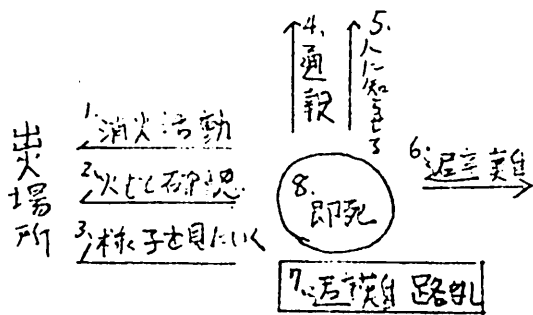 出火場所
1. 消火活動
2. 火どと確認
3. 様子を見にいく
4. 通報
5. 人に知らせる
6. 避難
7. 避難路
8. 即死